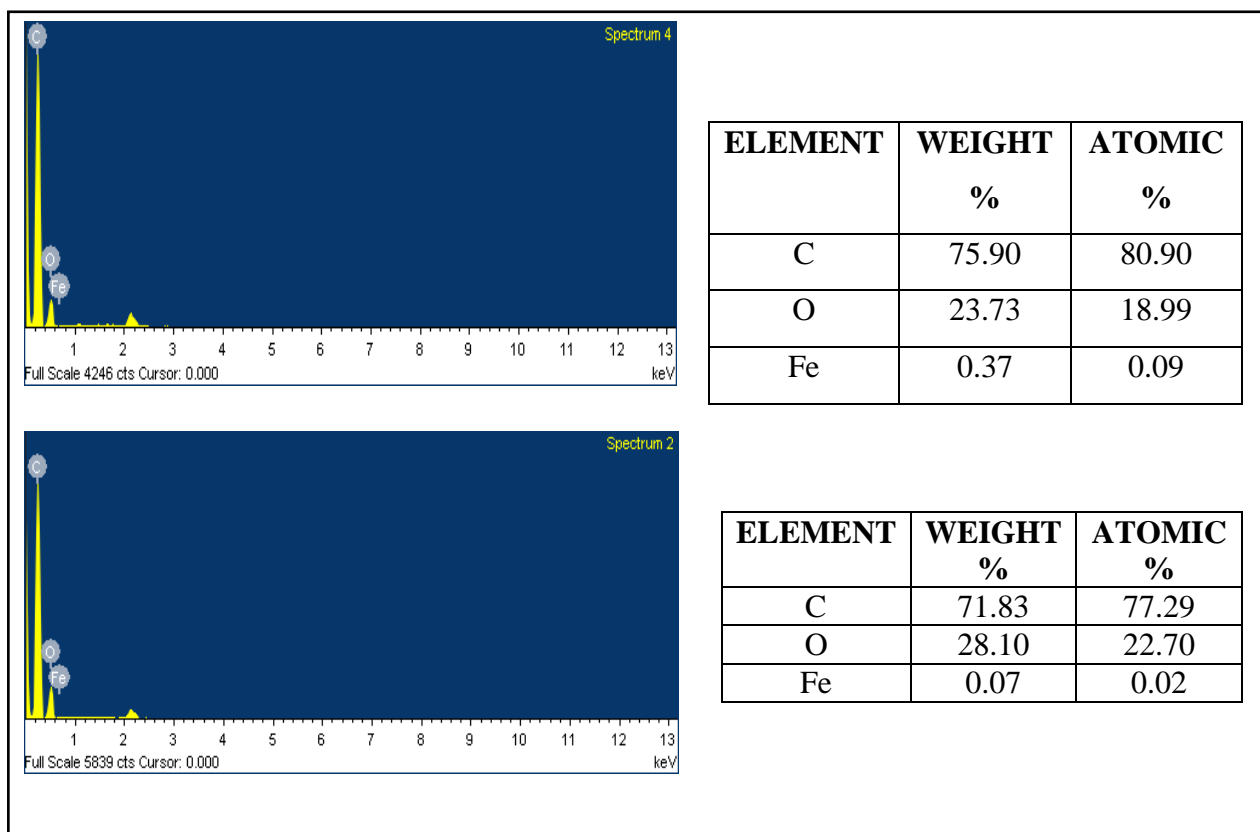 Spectrum 4
C
O
Fe
1 2 3 4 5 6 7 8 9 10 11 12 13
Full Scale 4246 cts Cursor: 0.000 keV
ELEMENT WEIGHT % ATOMIC %
C 75.90 80.90
O 23.73 18.99
Fe 0.37 0.09
Spectrum 2
C
O
Fe
1 2 3 4 5 6 7 8 9 10 11 12 13
Full Scale 5839 cts Cursor: 0.000 keV
ELEMENT WEIGHT % ATOMIC %
C 71.83 77.29
O 28.10 22.70
Fe 0.07 0.02